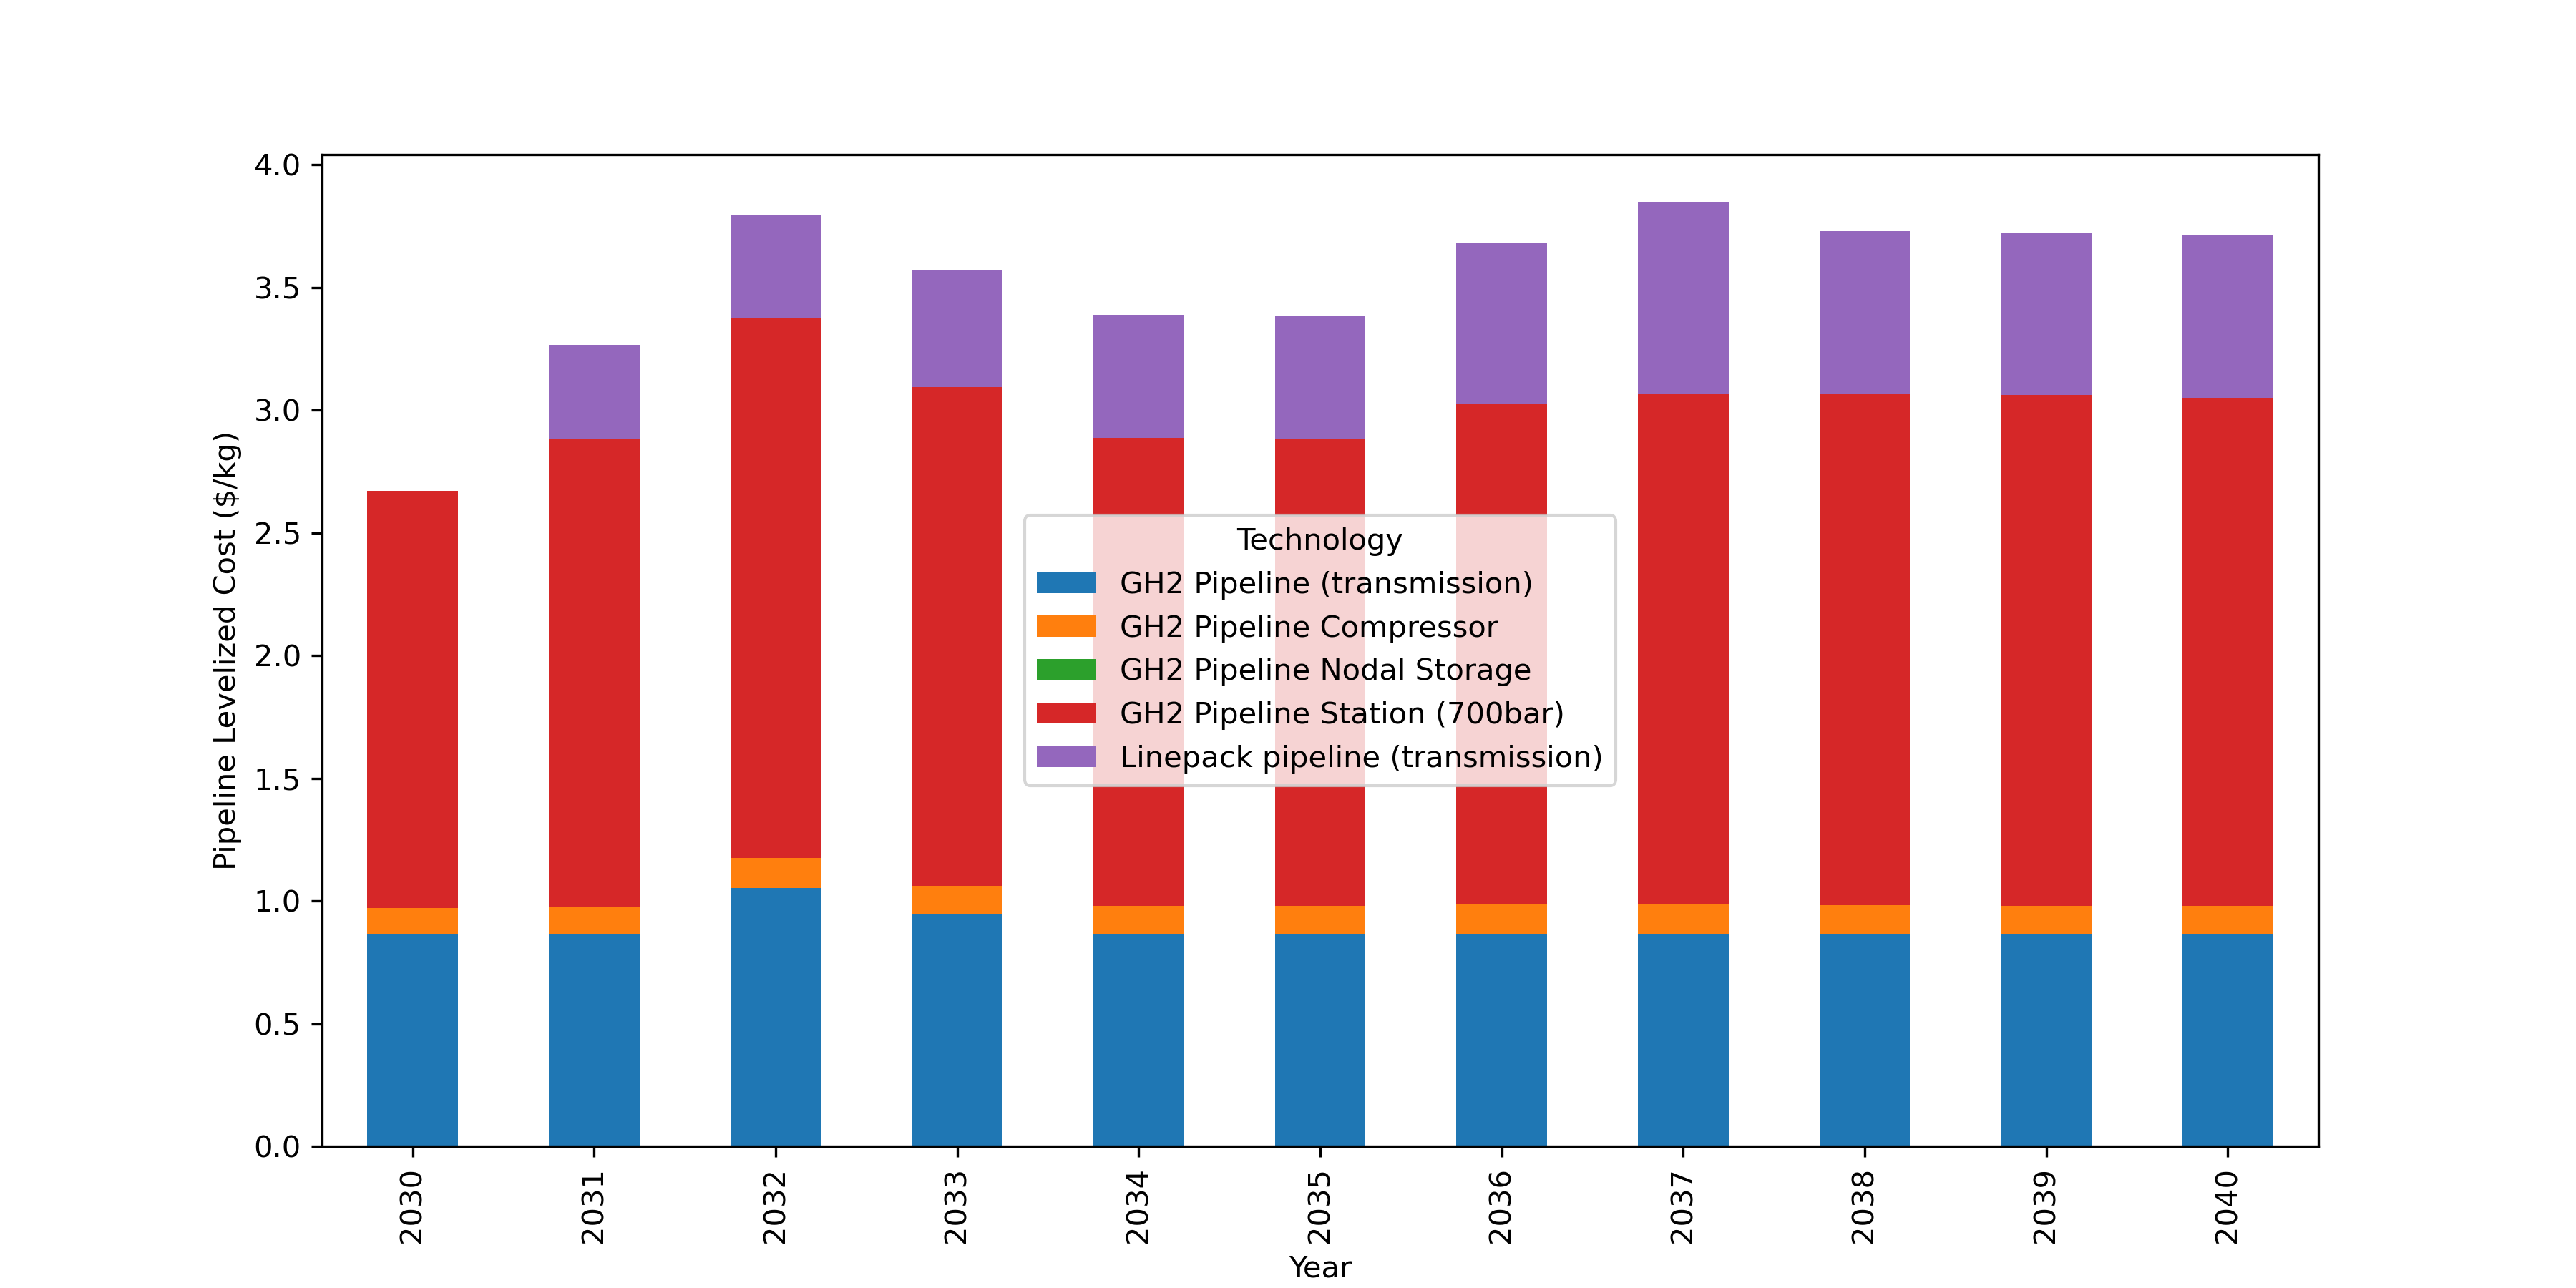 4.0
3.5
3.0
2.5
2.0
1.5
1.0
0.5
0.0
Pipeline Levelized Cost ($/kg)
Technology
GH2 Pipeline (transmission)
GH2 Pipeline Compressor
GH2 Pipeline Nodal Storage
GH2 Pipeline Station (700bar)
Linepack pipeline (transmission)
2030
2031
2032
2033
2034
2035
2036
2037
2038
2039
2040
Year